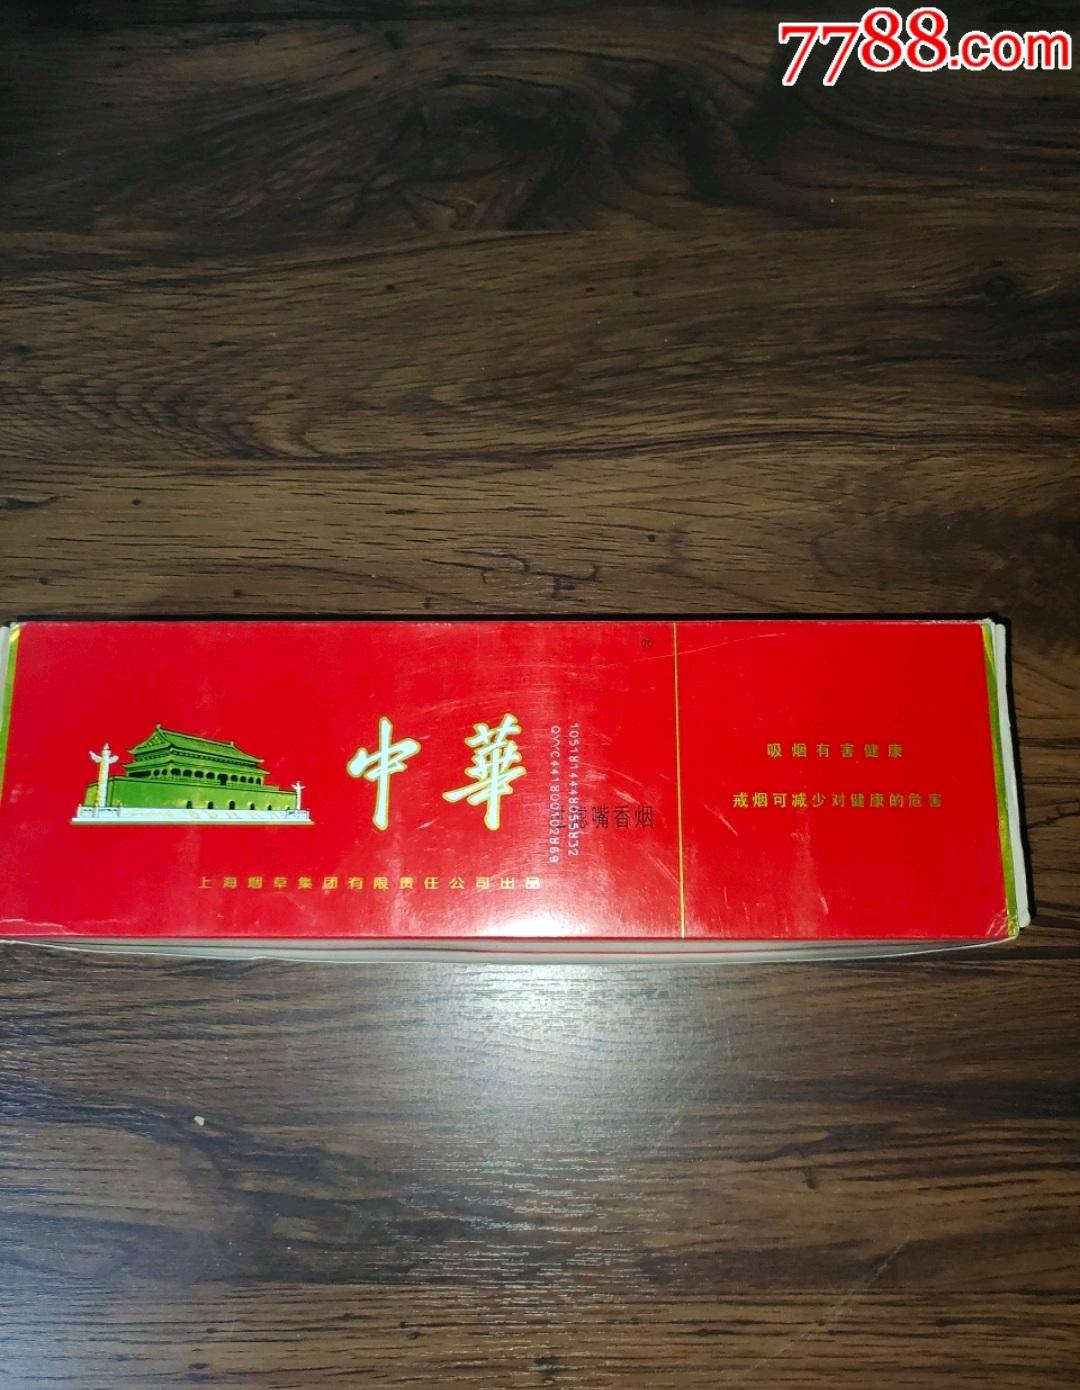 7788.com
®
中華
1051814448055832
QYYC441800102869
嘴香烟
上海烟草集团有限责任公司出品
吸烟有害健康
戒烟可减少对健康的危害